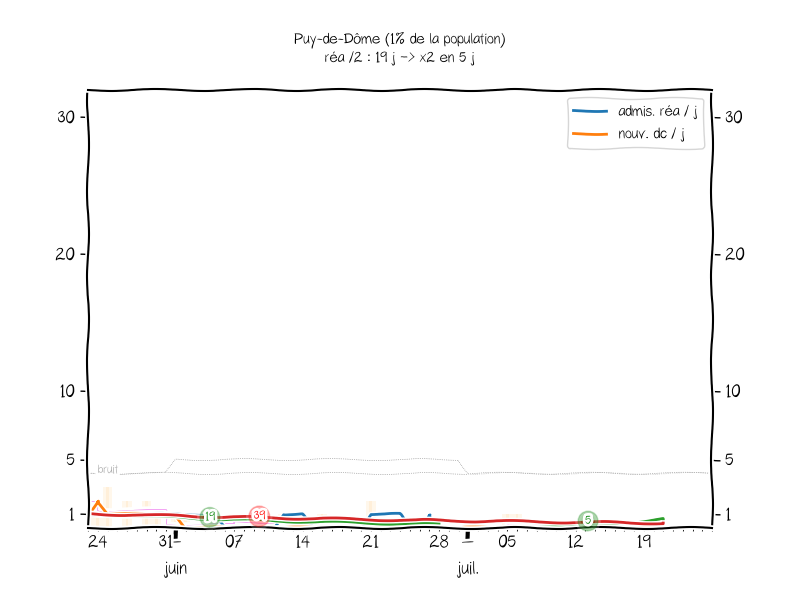 Puy-de-Dôme (1% de la population)
réa /2 : 19 j -> x2 en 5 j
admis. réa / j
nouv. dc / j
30 30
20 20
10 10
5 5
bruit
1 1
19 39 5
24 31 07 14 21 28 05 12 19
juin juil.